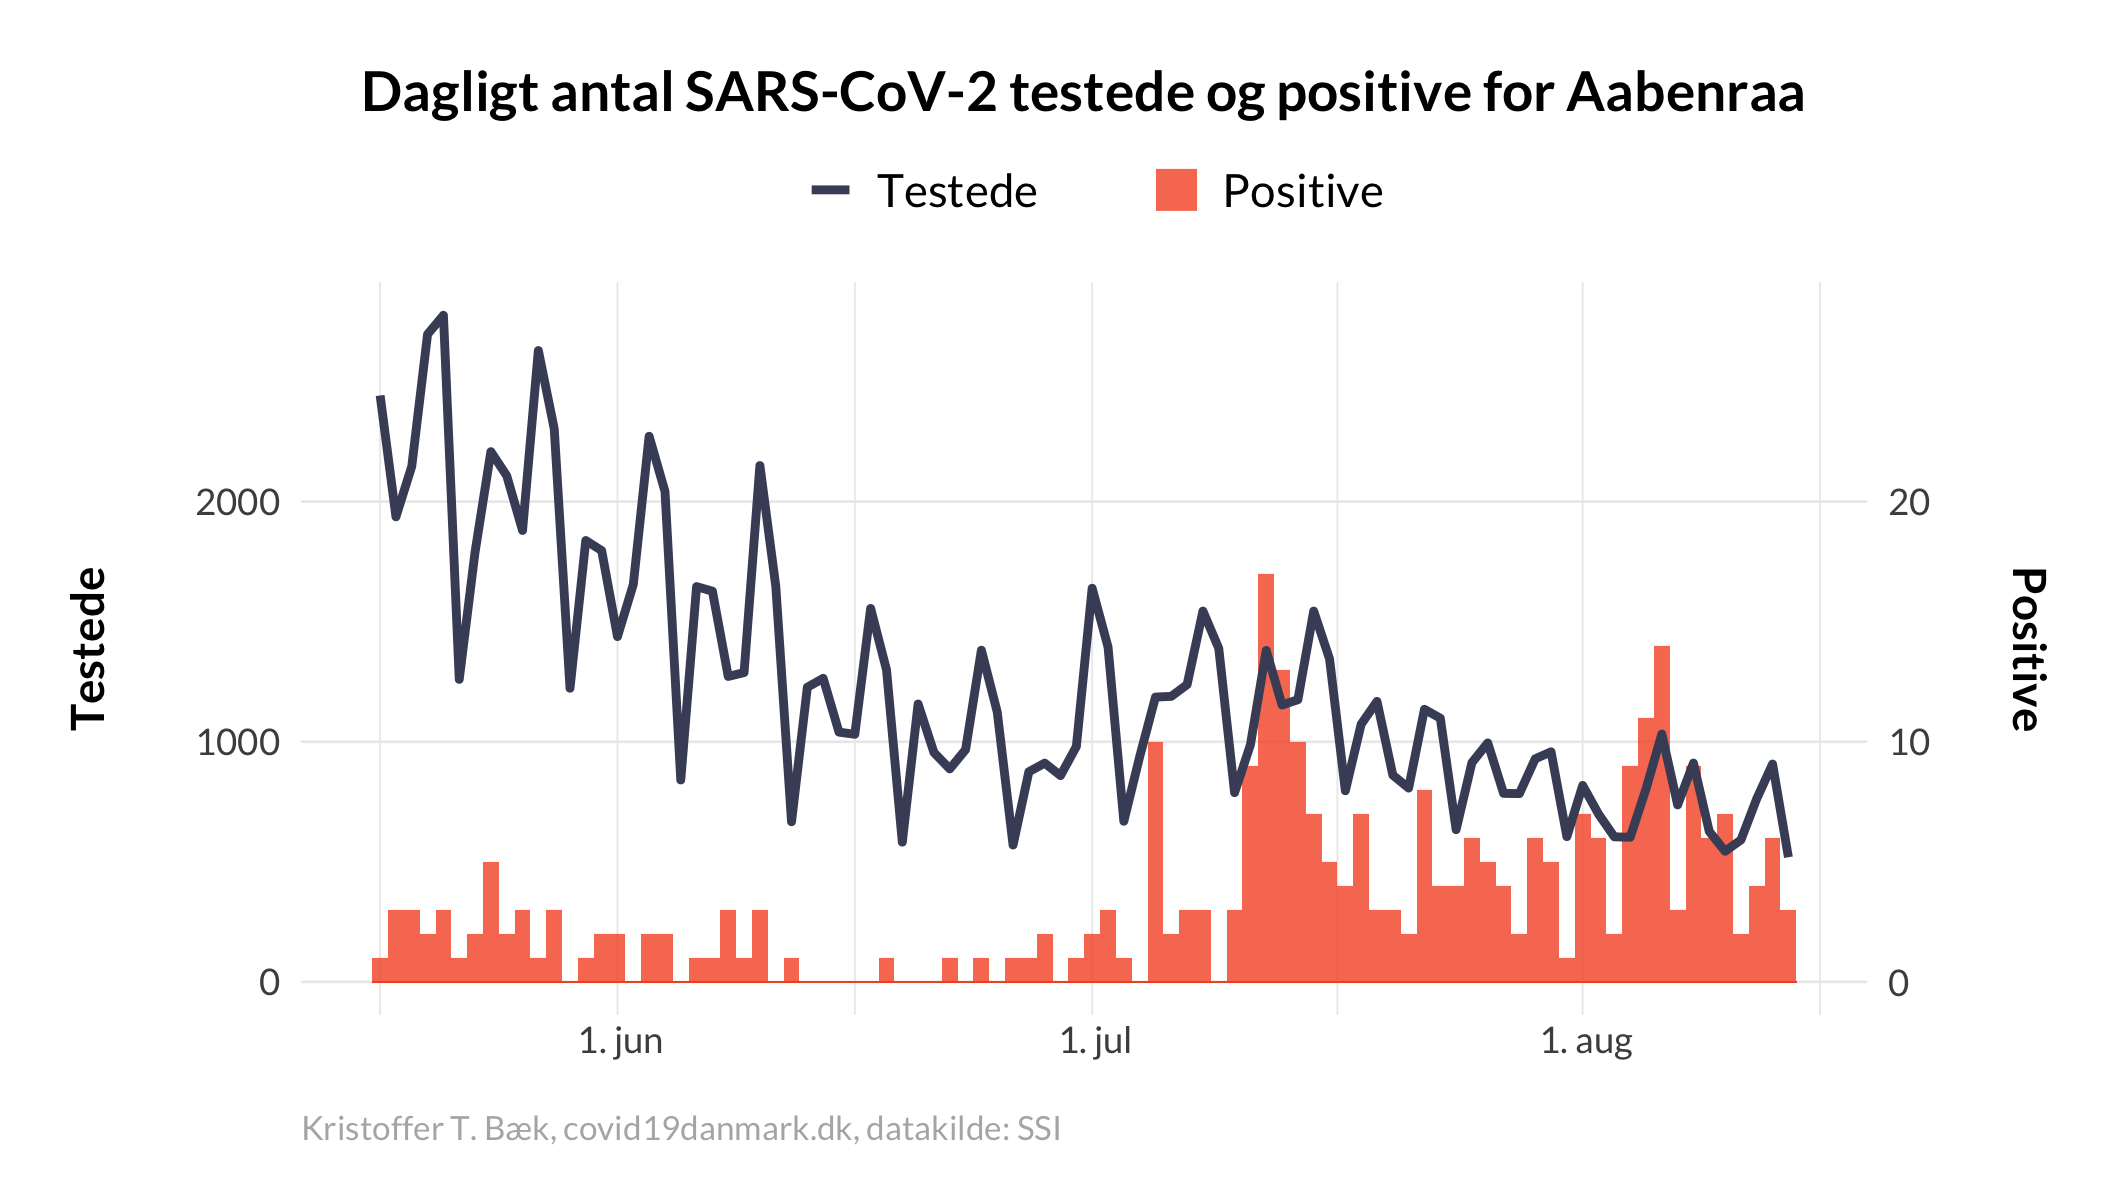 Dagligt antal SARS-CoV-2 testede og positive for Aabenraa
Testede
Positive
Testede
2000
1000
0
20
10
0
Positive
1. jun
1. jul
1. aug
Kristoffer T. Bæk, covid19danmark.dk, datakilde: SSI